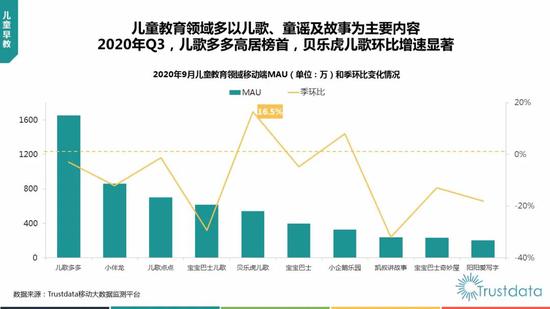 儿童早教
儿童教育领域多以儿歌、童谣及故事为主要内容
2020年Q3，儿歌多多高居榜首，贝乐虎儿歌环比增速显著
2020年9月儿童教育领域移动端MAU（单位：万）和季环比变化情况
MAU 季环比
16.5%
1600
1200
800
400
0
20%
0%
-20%
-40%
儿歌多多 小伴龙 儿歌点点 宝宝巴士儿歌 贝乐虎儿歌 宝宝巴士 小企鹅乐园 凯叔讲故事 宝宝巴士奇妙屋 阳阳爱写字
数据来源：Trustdata移动大数据监测平台
Trustdata